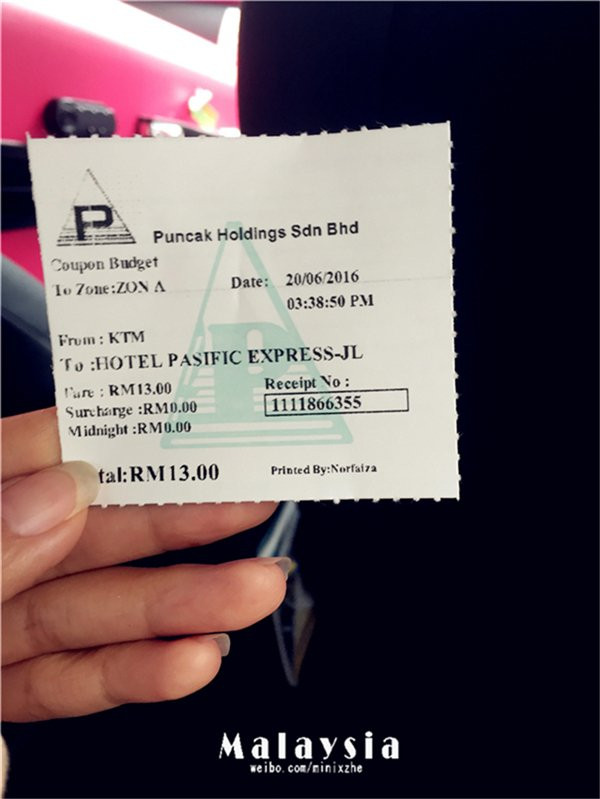 P
Puncak Holdings Sdn Bhd
Coupon Budget
To Zone:ZON A
Date: 20/06/2016
03:38:50 PM
From : KTM
To :HOTEL PASIFIC EXPRESS-JL
Fare : RM13.00
Receipt No :
Surcharge :RM0.00
1111866355
Midnight :RM0.00
tal:RM13.00
Printed By:Norfaiza
Malaysia
weibo.com/minixzhe